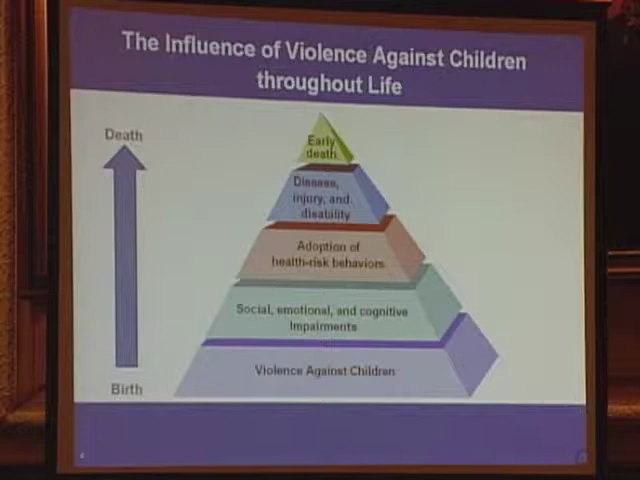 The Influence of Violence Against Children
throughout Life
Death
Early
death
Disease,
injury, and
disability
Adoption of
health-risk behaviors
Social, emotional, and cognitive
Impairments
Violence Against Children
Birth